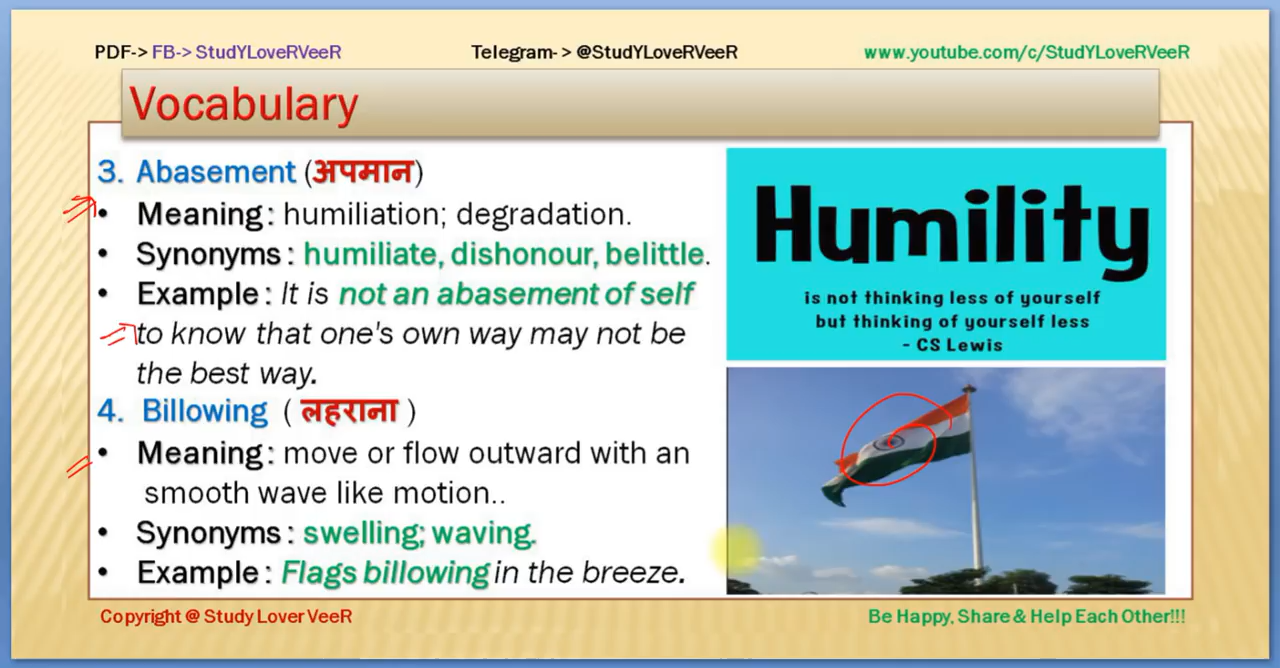 PDF-> FB-> StudYLoveRVeeR
Telegram- > @StudYLoveRVeeR
www.youtube.com/c/StudYLoveRVeeR
Vocabulary
3. Abasement (अपमान)
• Meaning : humiliation; degradation.
• Synonyms : humiliate, dishonour, belittle.
• Example : It is not an abasement of self
to know that one's own way may not be
the best way.
4. Billowing ( लहराना )
• Meaning : move or flow outward with an
smooth wave like motion..
• Synonyms : swelling; waving.
• Example : Flags billowing in the breeze.
Humility
is not thinking less of yourself
but thinking of yourself less
- CS Lewis
Copyright @ Study Lover VeeR
Be Happy, Share & Help Each Other!!!